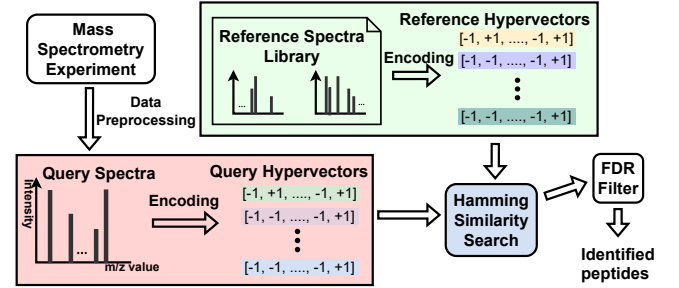 Mass
Spectrometry
Experiment
Data
Preprocessing
Reference Spectra
Library
...
...
Encoding
Reference Hypervectors
[-1, +1, ...., -1, +1]
[-1, -1, ...., -1, +1]
[-1, -1, ...., -1, +1]
Query Spectra
Intensity
...
m/z value
Encoding
Query Hypervectors
[-1, +1, ...., -1, +1]
[-1, -1, ...., -1, +1]
[-1, -1, ...., -1, +1]
Hamming
Similarity
Search
FDR
Filter
Identified
peptides